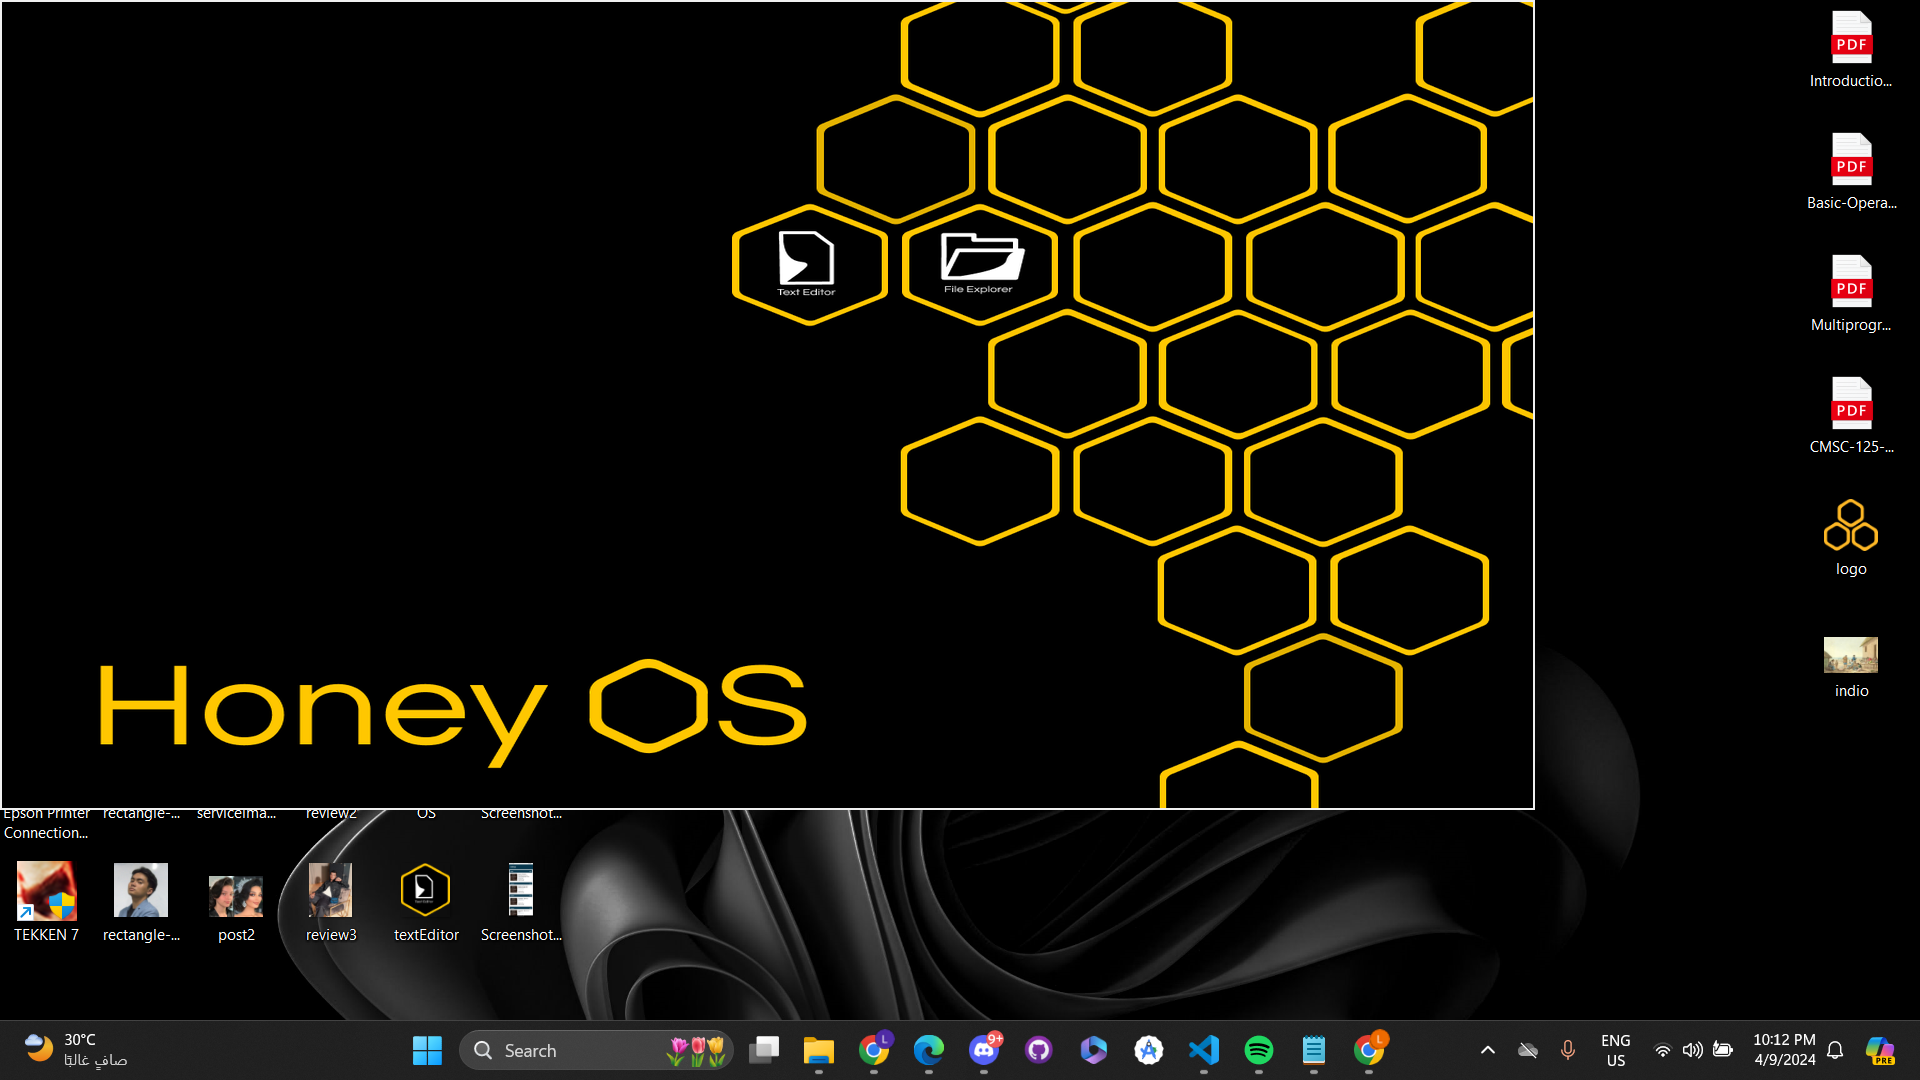 Text Editor
File Explorer
Honey OS
PDF
Introductio...
PDF
Basic-Opera...
PDF
Multiprogr...
PDF
CMSC-125-...
logo
indio
Epson Printer
Connection...
rectangle-...
serviceIma...
review2
OS
Screenshot...
TEKKEN 7
rectangle-...
post2
review3
textEditor
Screenshot...
30°C
صافٍ غالبًا
Search
L
9+
L
ENG
US
10:12 PM
4/9/2024
PRE